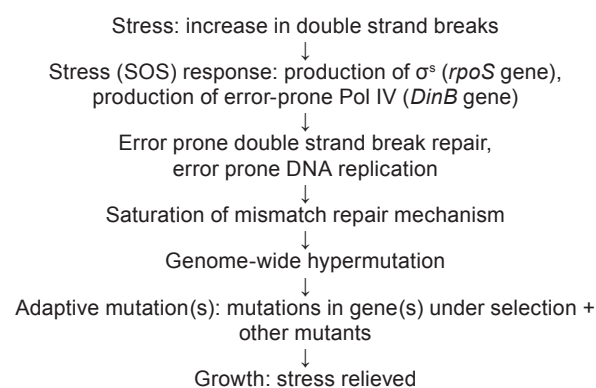 Stress: increase in double strand breaks
↓
Stress (SOS) response: production of σˢ (rpoS gene),
production of error-prone Pol IV (DinB gene)
↓
Error prone double strand break repair,
error prone DNA replication
↓
Saturation of mismatch repair mechanism
↓
Genome-wide hypermutation
↓
Adaptive mutation(s): mutations in gene(s) under selection +
other mutants
↓
Growth: stress relieved